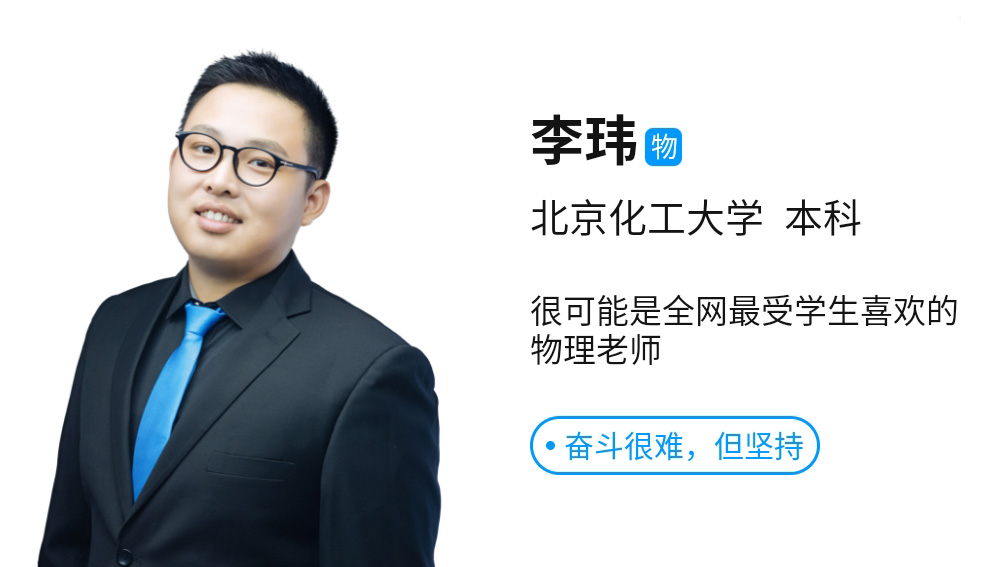 李玮 物
北京化工大学 本科
很可能是全网最受学生喜欢的
物理老师
• 奋斗很难，但坚持